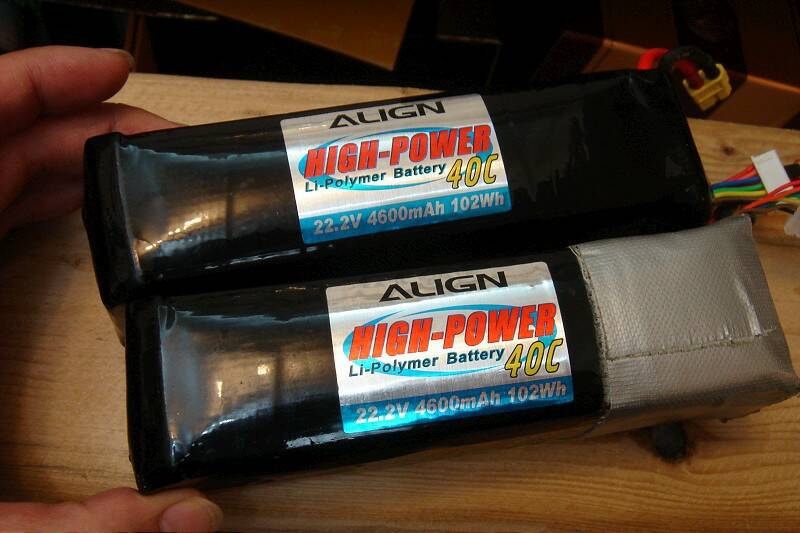 ALIGN
HIGH-POWER
Li-Polymer Battery 40C
22.2V 4600mAh 102Wh
ALIGN
HIGH-POWER
Li-Polymer Battery 40C
22.2V 4600mAh 102Wh